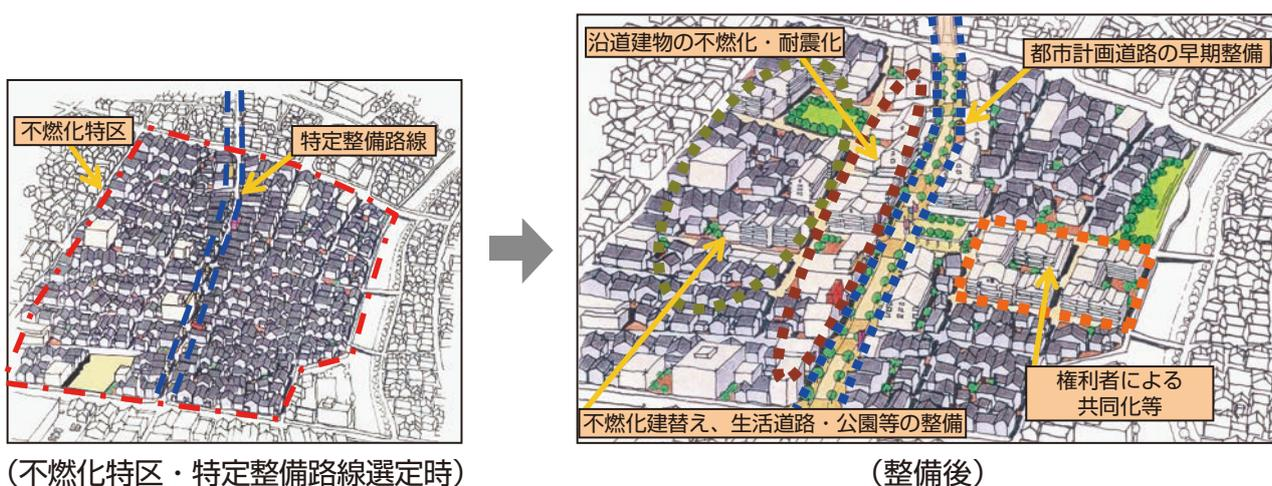 不燃化特区
特定整備路線
(不燃化特区・特定整備路線選定時)
沿道建物の不燃化・耐震化
都市計画道路の早期整備
不燃化建替え、生活道路・公園等の整備
権利者による
共同化等
(整備後)